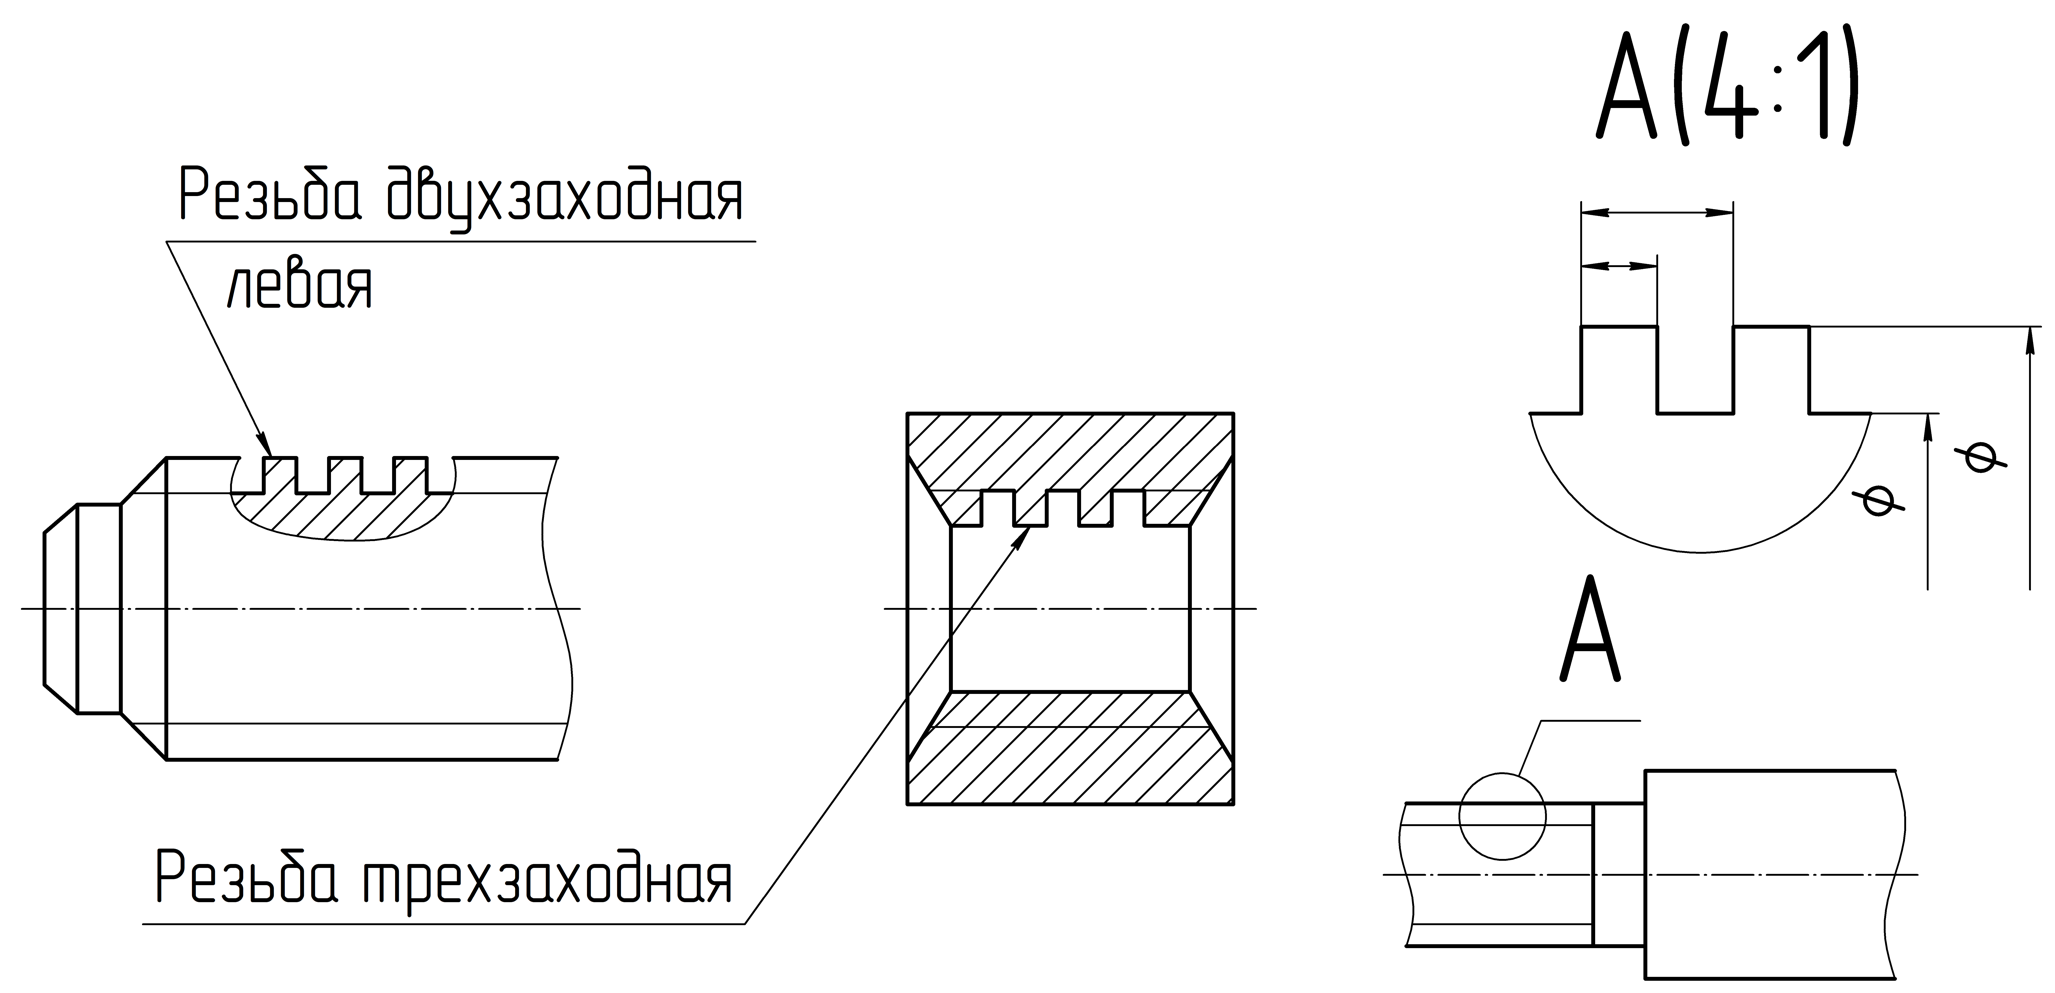 Резьба двухзаходная
левая
Резьба трехзаходная
А(4:1)
⌀
⌀
А